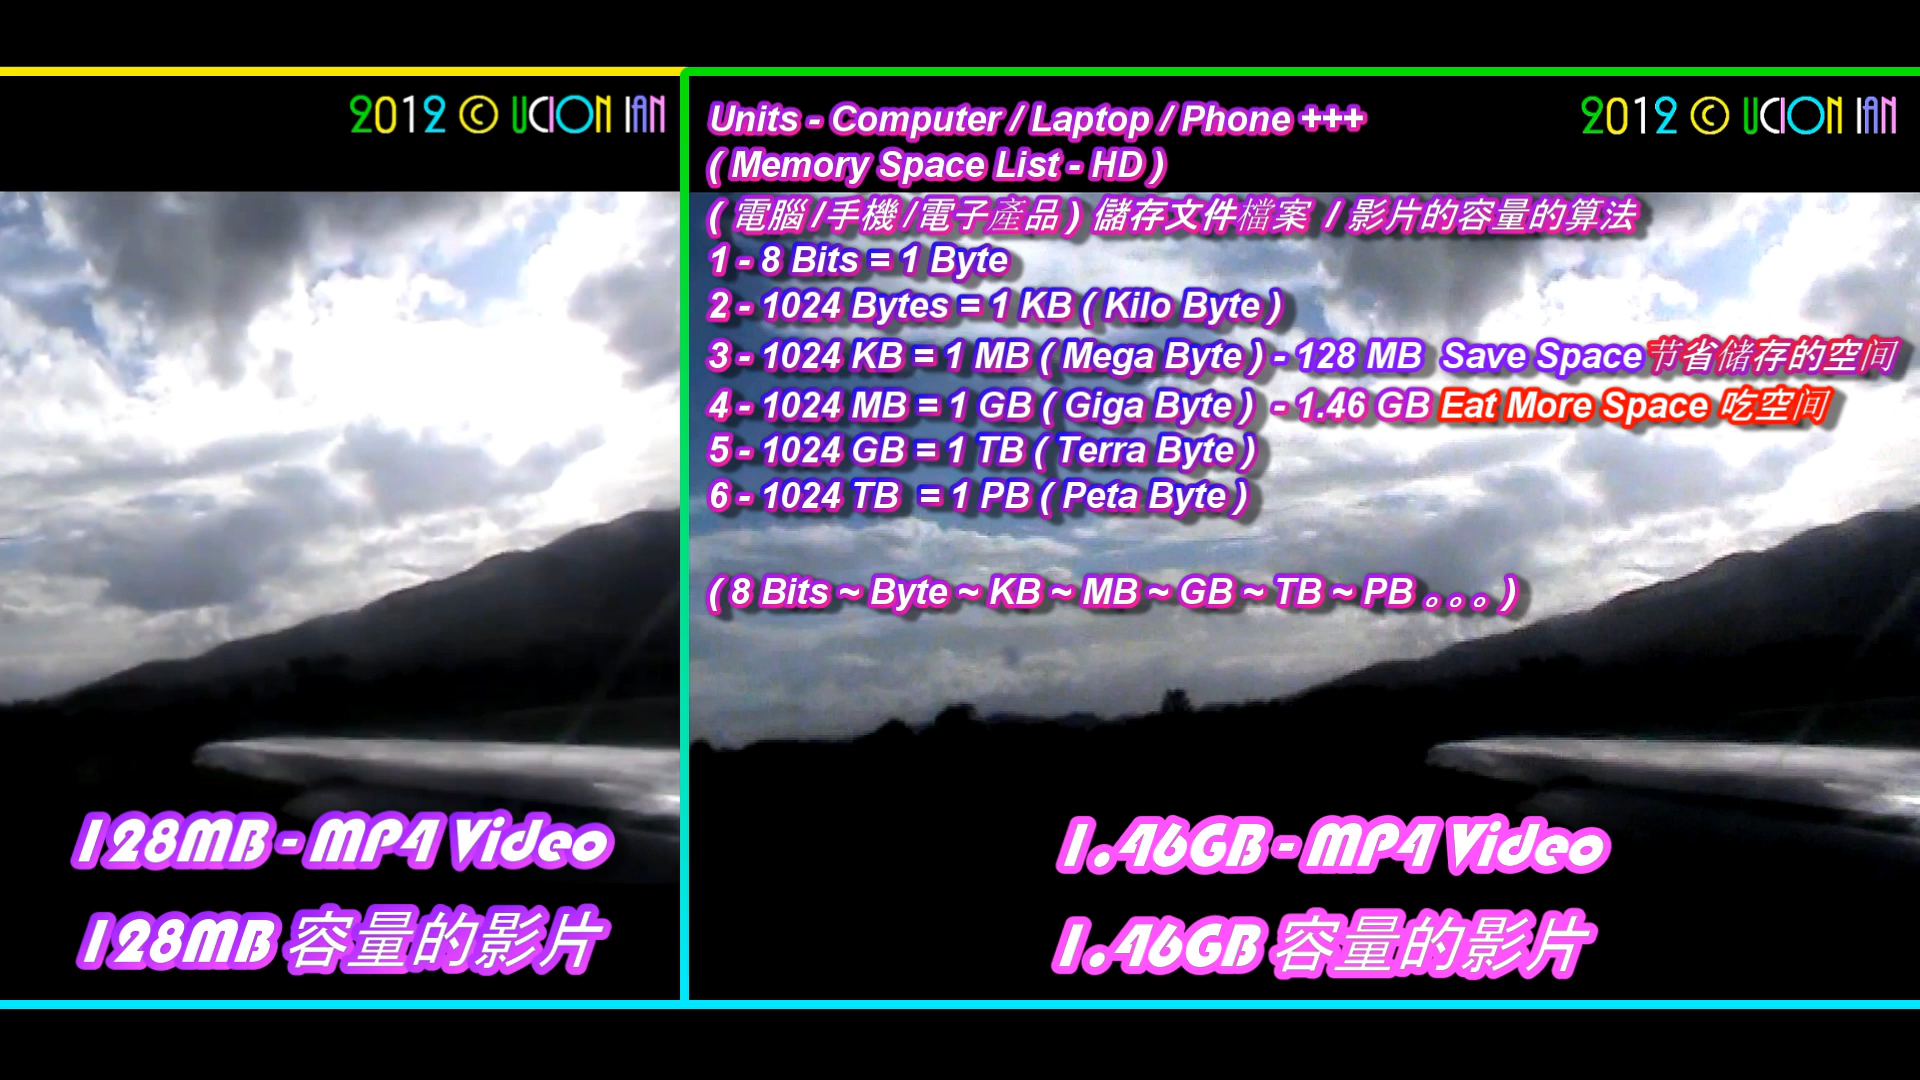 2012 © UCION IAN
128MB - MP4 Video
128MB 容量的影片
2012 © UCION IAN
Units - Computer / Laptop / Phone +++
( Memory Space List - HD )
( 電腦 /手機 /電子產品 ) 儲存文件檔案 / 影片的容量的算法
1 - 8 Bits = 1 Byte
2 - 1024 Bytes = 1 KB ( Kilo Byte )
3 - 1024 KB = 1 MB ( Mega Byte ) - 128 MB Save Space 节省储存的空间
4 - 1024 MB = 1 GB ( Giga Byte ) - 1.46 GB Eat More Space 吃空间
5 - 1024 GB = 1 TB ( Terra Byte )
6 - 1024 TB = 1 PB ( Peta Byte )
( 8 Bits ~ Byte ~ KB ~ MB ~ GB ~ TB ~ PB 。。。)
1.46GB - MP4 Video
1.46GB 容量的影片